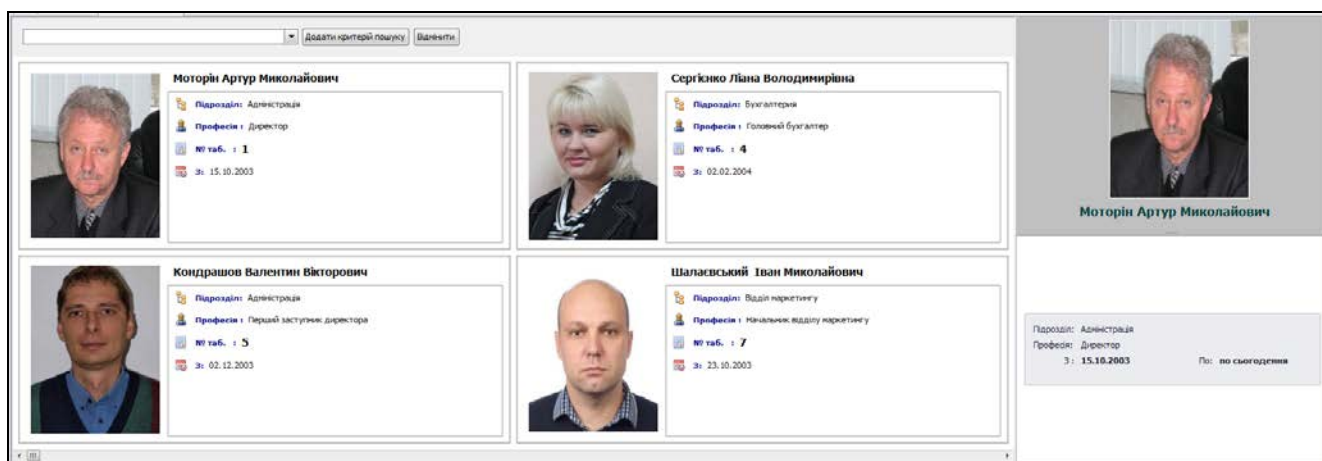 Додати критерій пошуку Відмінити
Моторін Артур Миколайович
Підрозділ: Адміністрація
Професія : Директор
№ таб. : 1
З: 15.10.2003
Сергієнко Ліана Володимирівна
Підрозділ: Бухгалтерия
Професія : Головний бухгалтер
№ таб. : 4
З: 02.02.2004
Кондрашов Валентин Вікторович
Підрозділ: Адміністрація
Професія : Перший заступник директора
№ таб. : 5
З: 02.12.2003
Шалаєвський Іван Миколайович
Підрозділ: Відділ маркетингу
Професія : Начальник відділу маркетингу
№ таб. : 7
З: 23.10.2003
Моторін Артур Миколайович
Підрозділ: Адміністрація
Професія: Директор
З : 15.10.2003 По: по сьогодення